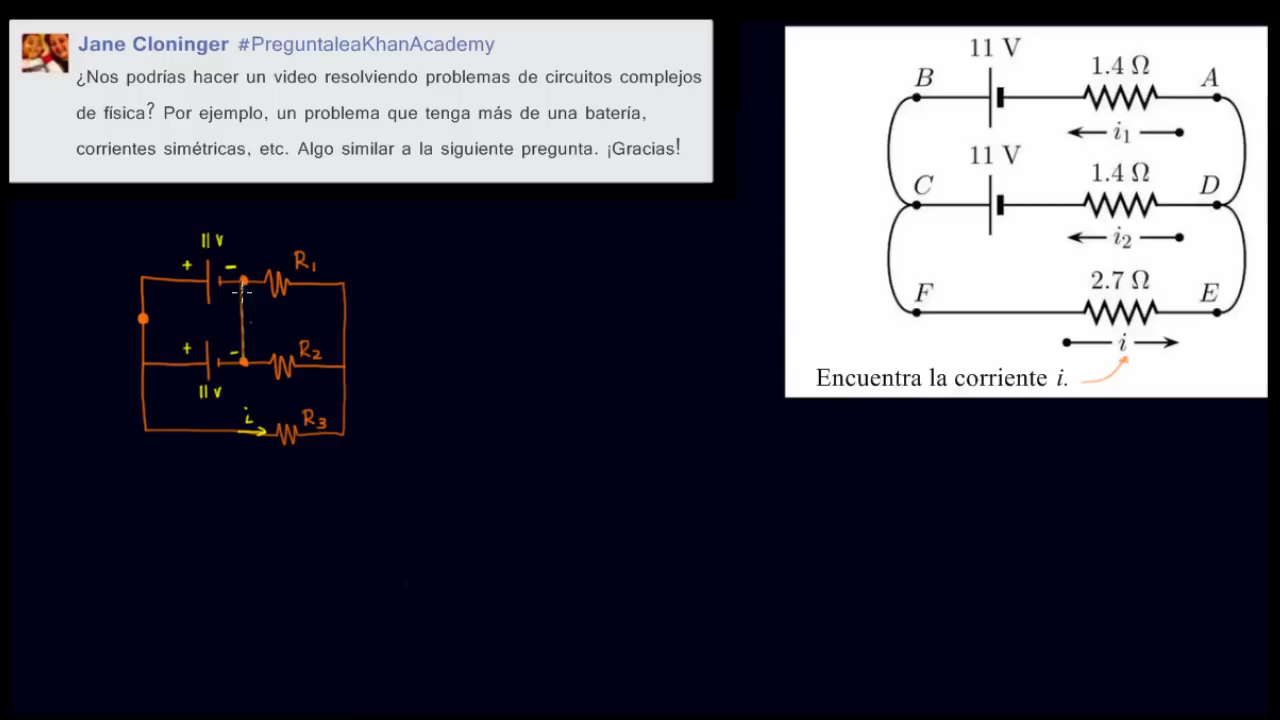 Jane Cloninger #PreguntaleaKhanAcademy
¿Nos podrías hacer un video resolviendo problemas de circuitos complejos
de física? Por ejemplo, un problema que tenga más de una batería,
corrientes simétricas, etc. Algo similar a la siguiente pregunta. ¡Gracias!
11 V
B
1.4 Ω
A
i₁
11 V
C
1.4 Ω
D
i₂
F
2.7 Ω
E
i
Encuentra la corriente i.
11 V
+ -
R₁
+ -
R₂
11 V
i
R₃